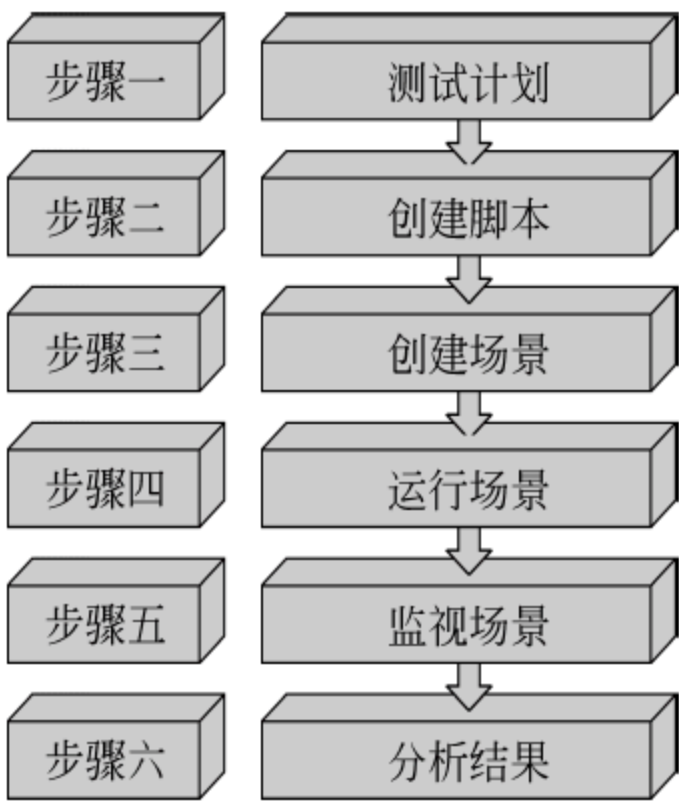 步骤一 测试计划
步骤二 创建脚本
步骤三 创建场景
步骤四 运行场景
步骤五 监视场景
步骤六 分析结果